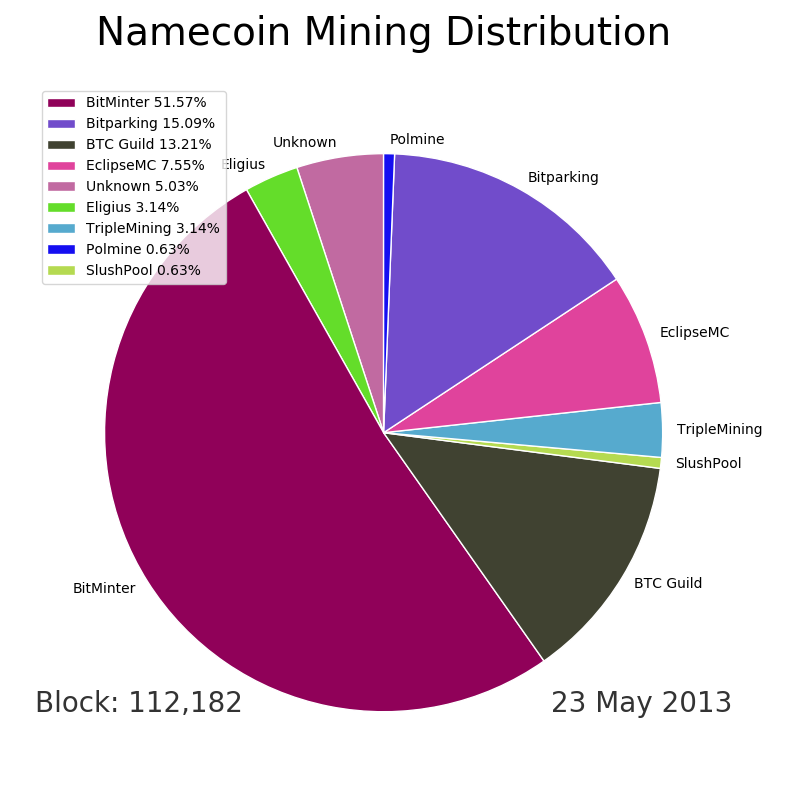 Namecoin Mining Distribution
BitMinter 51.57%
Bitparking 15.09%
BTC Guild 13.21%
EclipseMC 7.55%
Unknown 5.03%
Eligius 3.14%
TripleMining 3.14%
Polmine 0.63%
SlushPool 0.63%
Polmine
Unknown
Eligius
Bitparking
EclipseMC
TripleMining
SlushPool
BTC Guild
BitMinter
Block: 112,182
23 May 2013